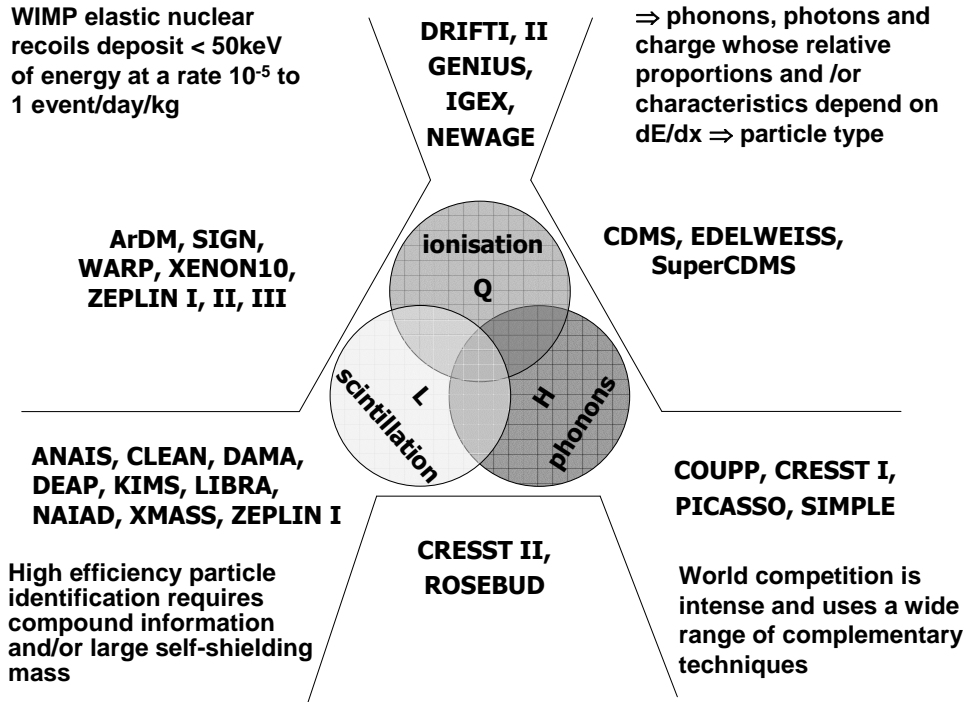 WIMP elastic nuclear
recoils deposit < 50keV
of energy at a rate 10⁻⁵ to
1 event/day/kg
DRIFTI, II
GENIUS,
IGEX,
NEWAGE
⇒ phonons, photons and
charge whose relative
proportions and /or
characteristics depend on
dE/dx ⇒ particle type
ArDM, SIGN,
WARP, XENON10,
ZEPLIN I, II, III
ionisation
Q
CDMS, EDELWEISS,
SuperCDMS
L
scintillation
H
phonons
ANAIS, CLEAN, DAMA,
DEAP, KIMS, LIBRA,
NAIAD, XMASS, ZEPLIN I
COUPP, CRESST I,
PICASSO, SIMPLE
CRESST II,
ROSEBUD
High efficiency particle
identification requires
compound information
and/or large self-shielding
mass
World competition is
intense and uses a wide
range of complementary
techniques